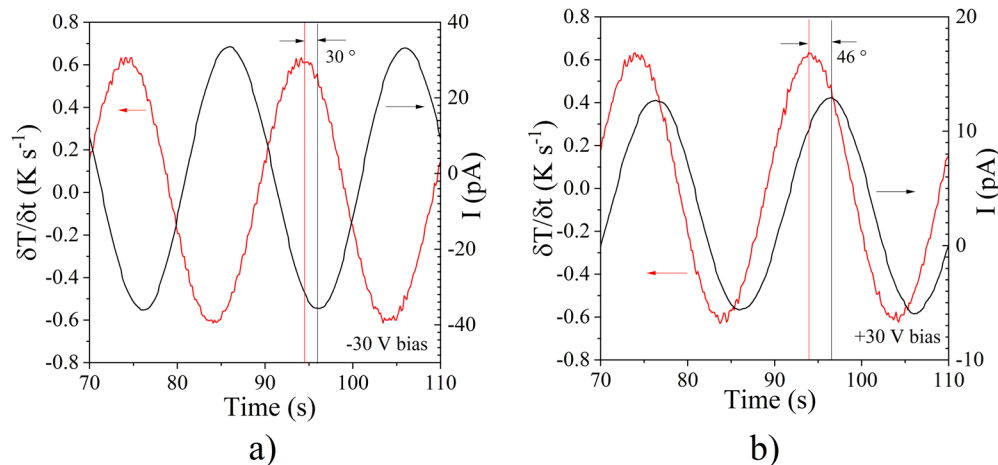 0.8
0.6
0.4
0.2
0.0
-0.2
-0.4
-0.6
-0.8
δT/δt (K s⁻¹)
40
20
0
-20
-40
I (pA)
30 °
-30 V bias
70 80 90 100 110
Time (s)
a)
0.8
0.6
0.4
0.2
0.0
-0.2
-0.4
-0.6
-0.8
δT/δt (K s⁻¹)
20
10
0
-10
I (pA)
46 °
+30 V bias
70 80 90 100 110
Time (s)
b)